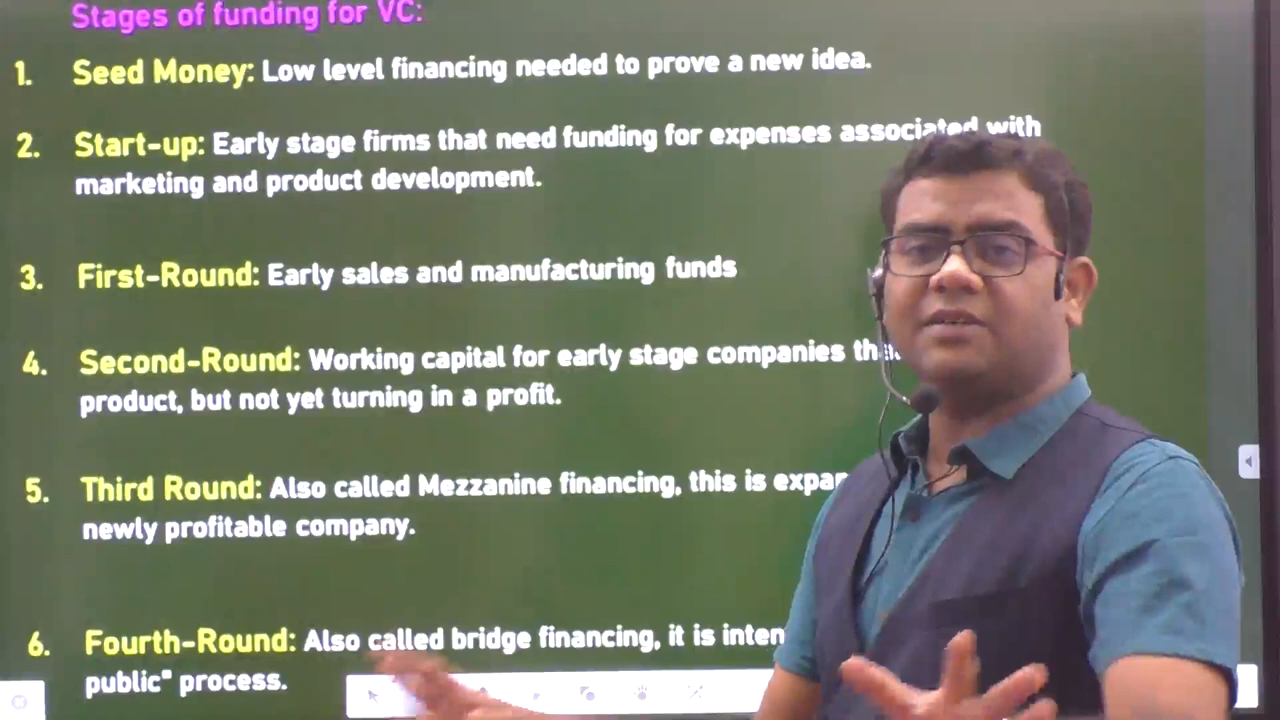 Stages of funding for VC:
1. Seed Money: Low level financing needed to prove a new idea.
2. Start-up: Early stage firms that need funding for expenses associated with
marketing and product development.
3. First-Round: Early sales and manufacturing funds
4. Second-Round: Working capital for early stage companies
product, but not yet turning in a profit.
5. Third Round: Also called Mezzanine financing, this is
newly profitable company.
6. Fourth-Round: Also called bridge financing, it is
public" process.